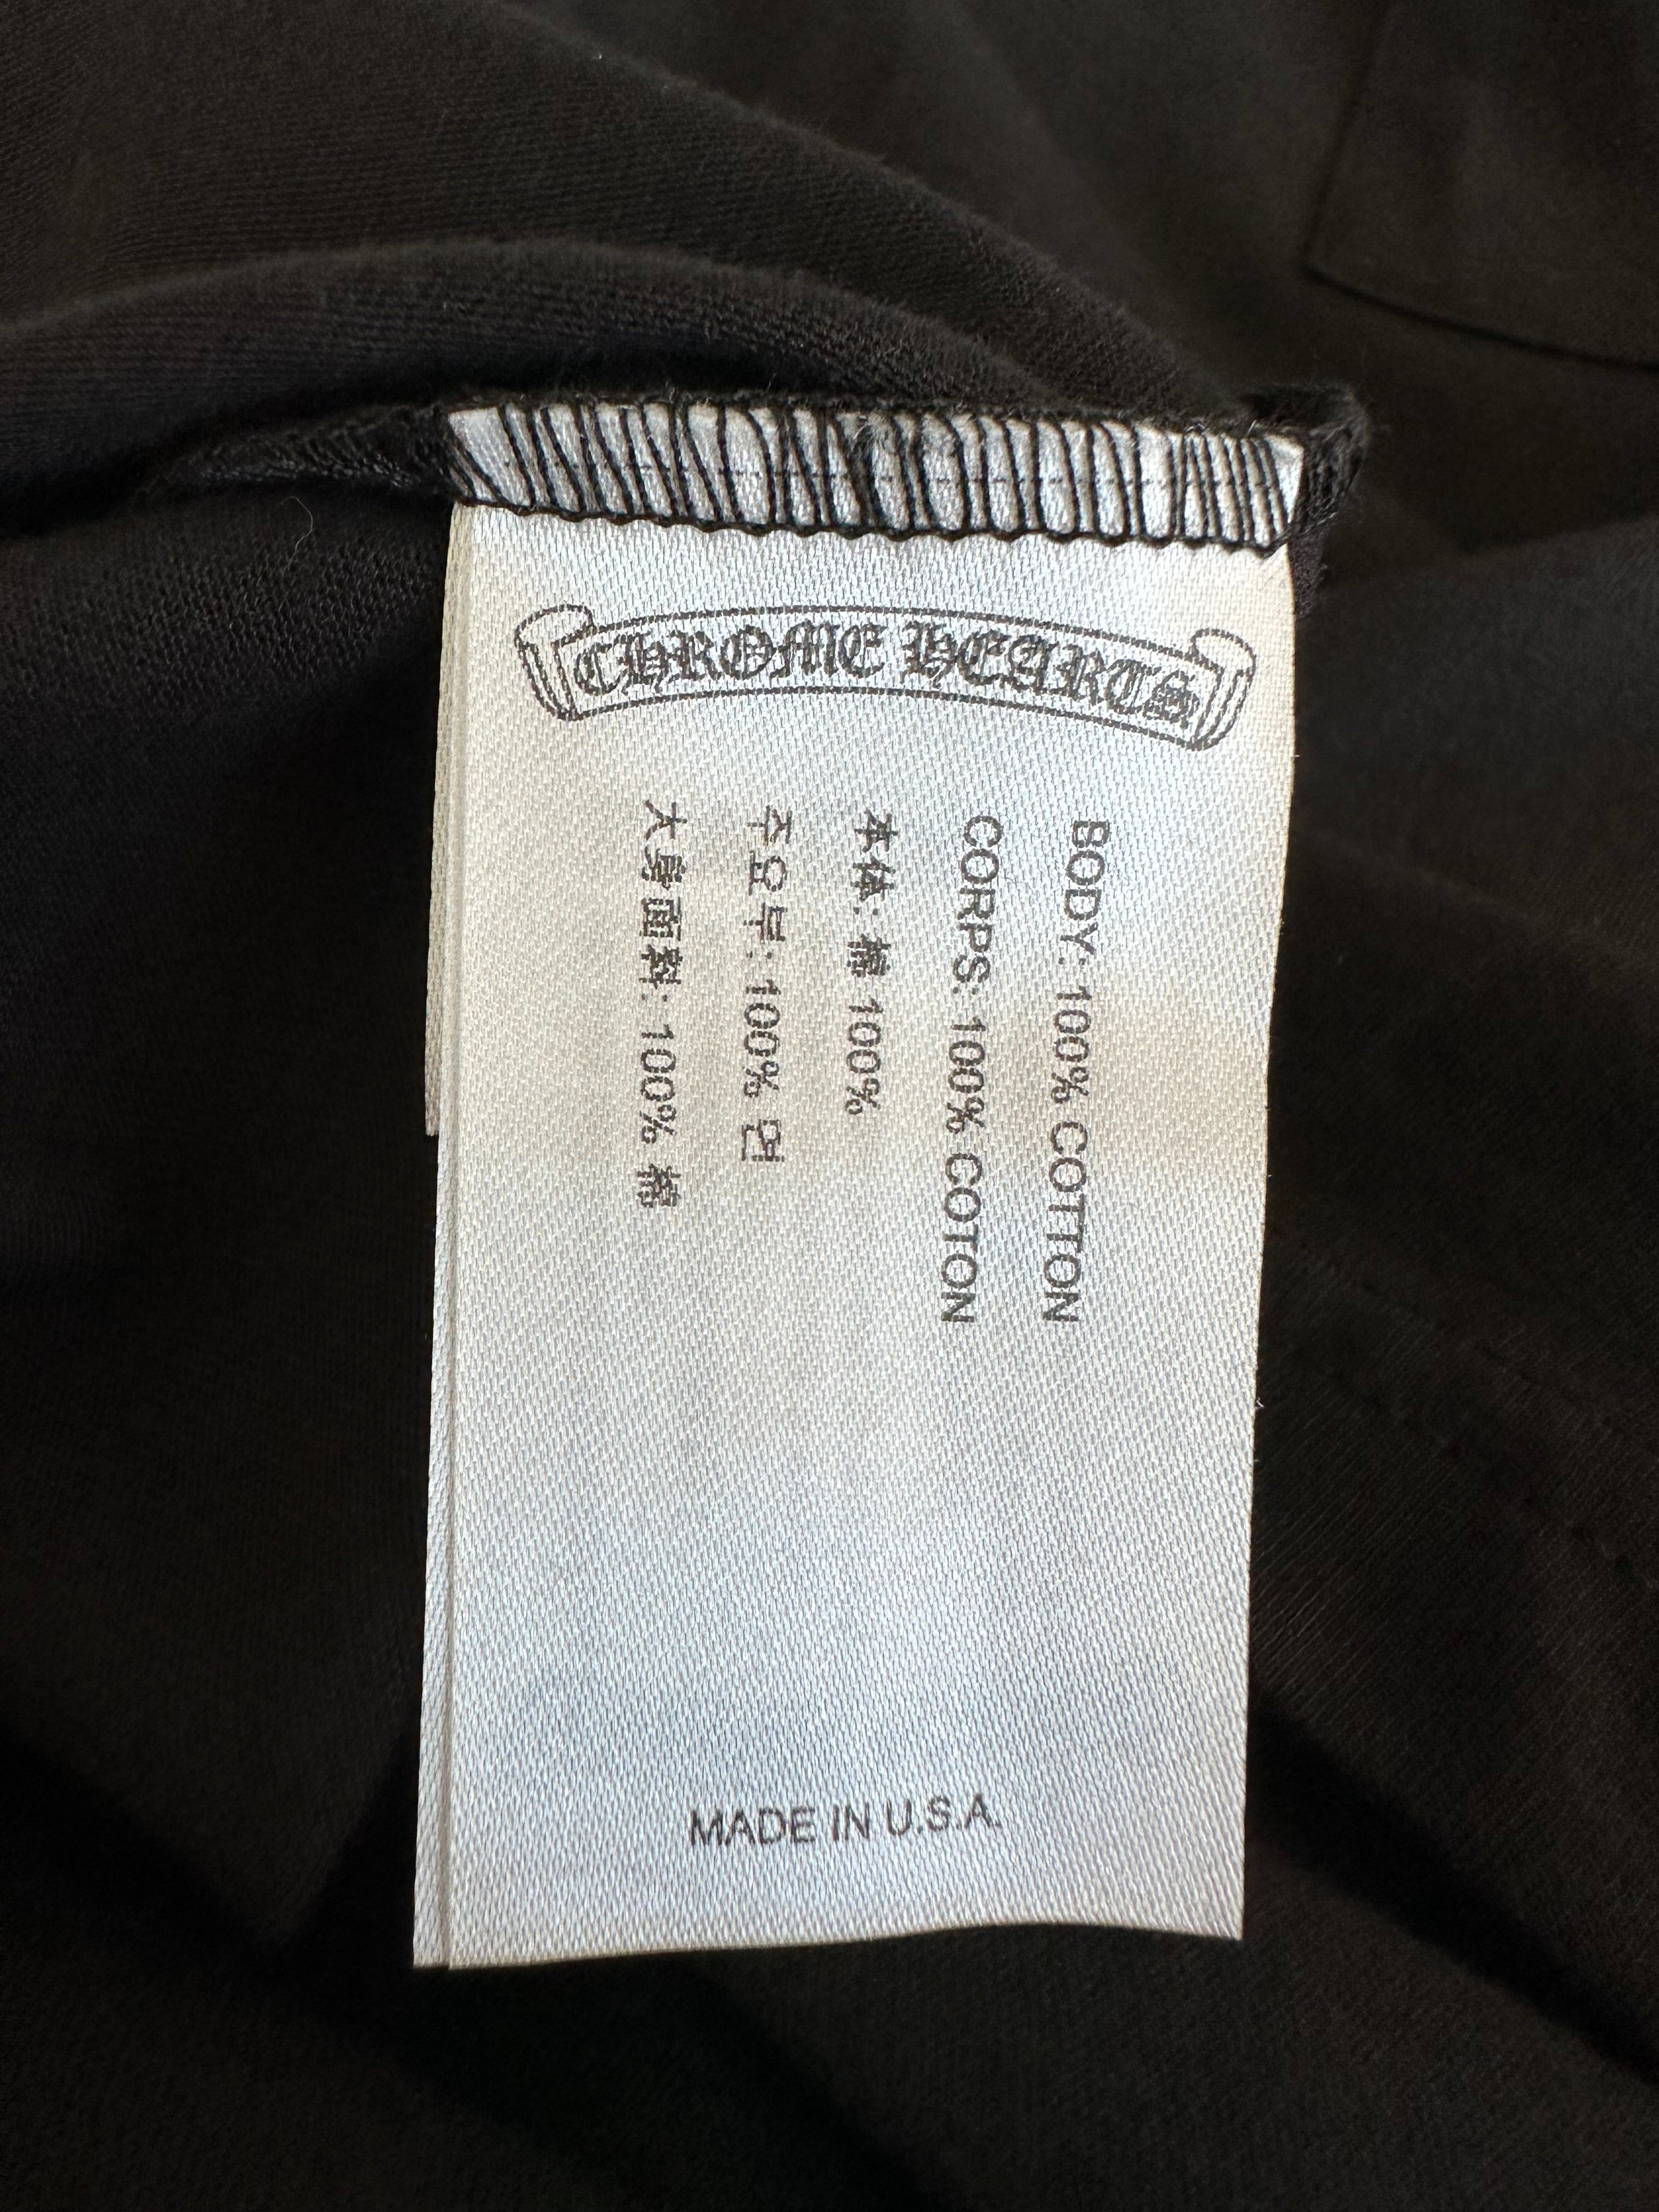 CHROME HEARTS
BODY: 100% COTTON
CORPS: 100% COTON
本体: 綿 100%
주요부: 100% 면
大身面料: 100% 棉
MADE IN U.S.A.